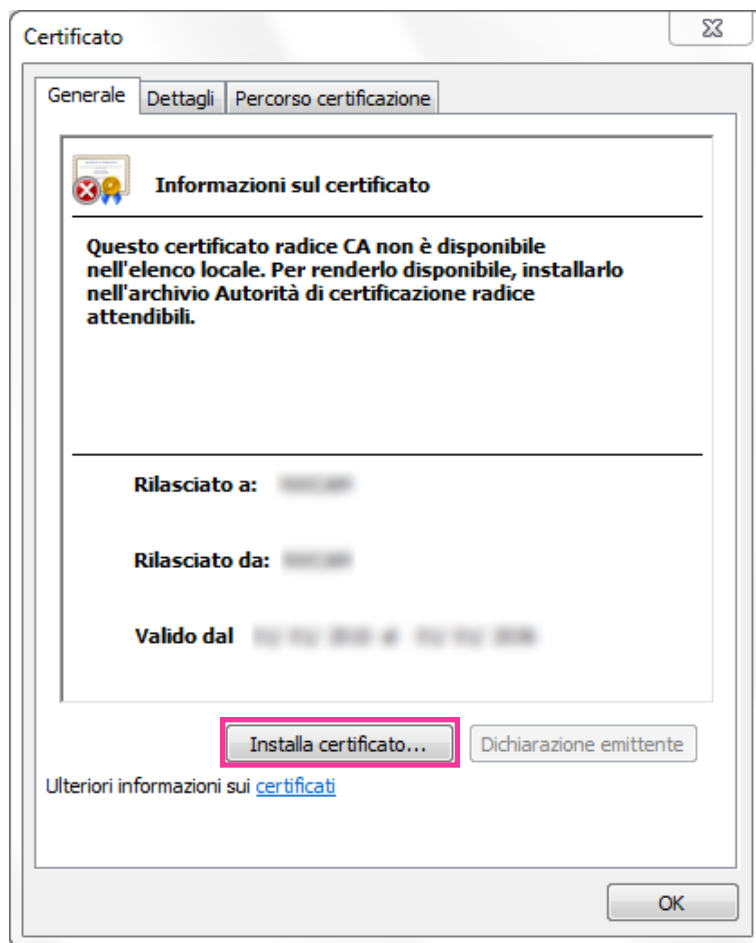 Certificato
Generale
Dettagli
Percorso certificazione
Informazioni sul certificato
Questo certificato radice CA non è disponibile
nell'elenco locale. Per renderlo disponibile, installarlo
nell'archivio Autorità di certificazione radice
attendibili.
Rilasciato a:
Rilasciato da:
Valido dal
Installa certificato...
Dichiarazione emittente
Ulteriori informazioni sui certificati
OK